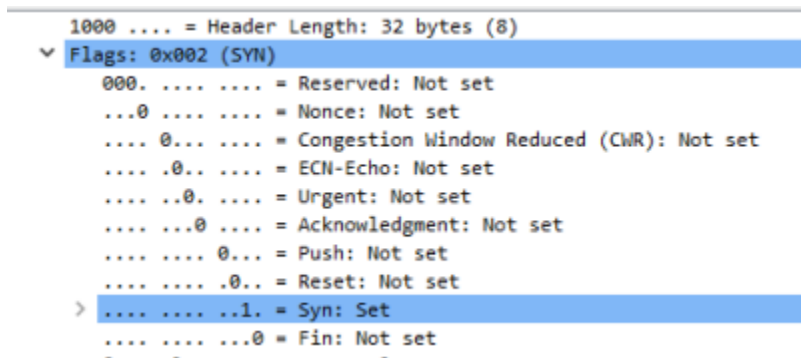 1000 .... = Header Length: 32 bytes (8)
Flags: 0x002 (SYN)
000. .... .... = Reserved: Not set
...0 .... .... = Nonce: Not set
.... 0... .... = Congestion Window Reduced (CWR): Not set
.... .0.. .... = ECN-Echo: Not set
.... ..0. .... = Urgent: Not set
.... ...0 .... = Acknowledgment: Not set
.... .... 0... = Push: Not set
.... .... .0.. = Reset: Not set
.... .... ..1. = Syn: Set
.... .... ...0 = Fin: Not set